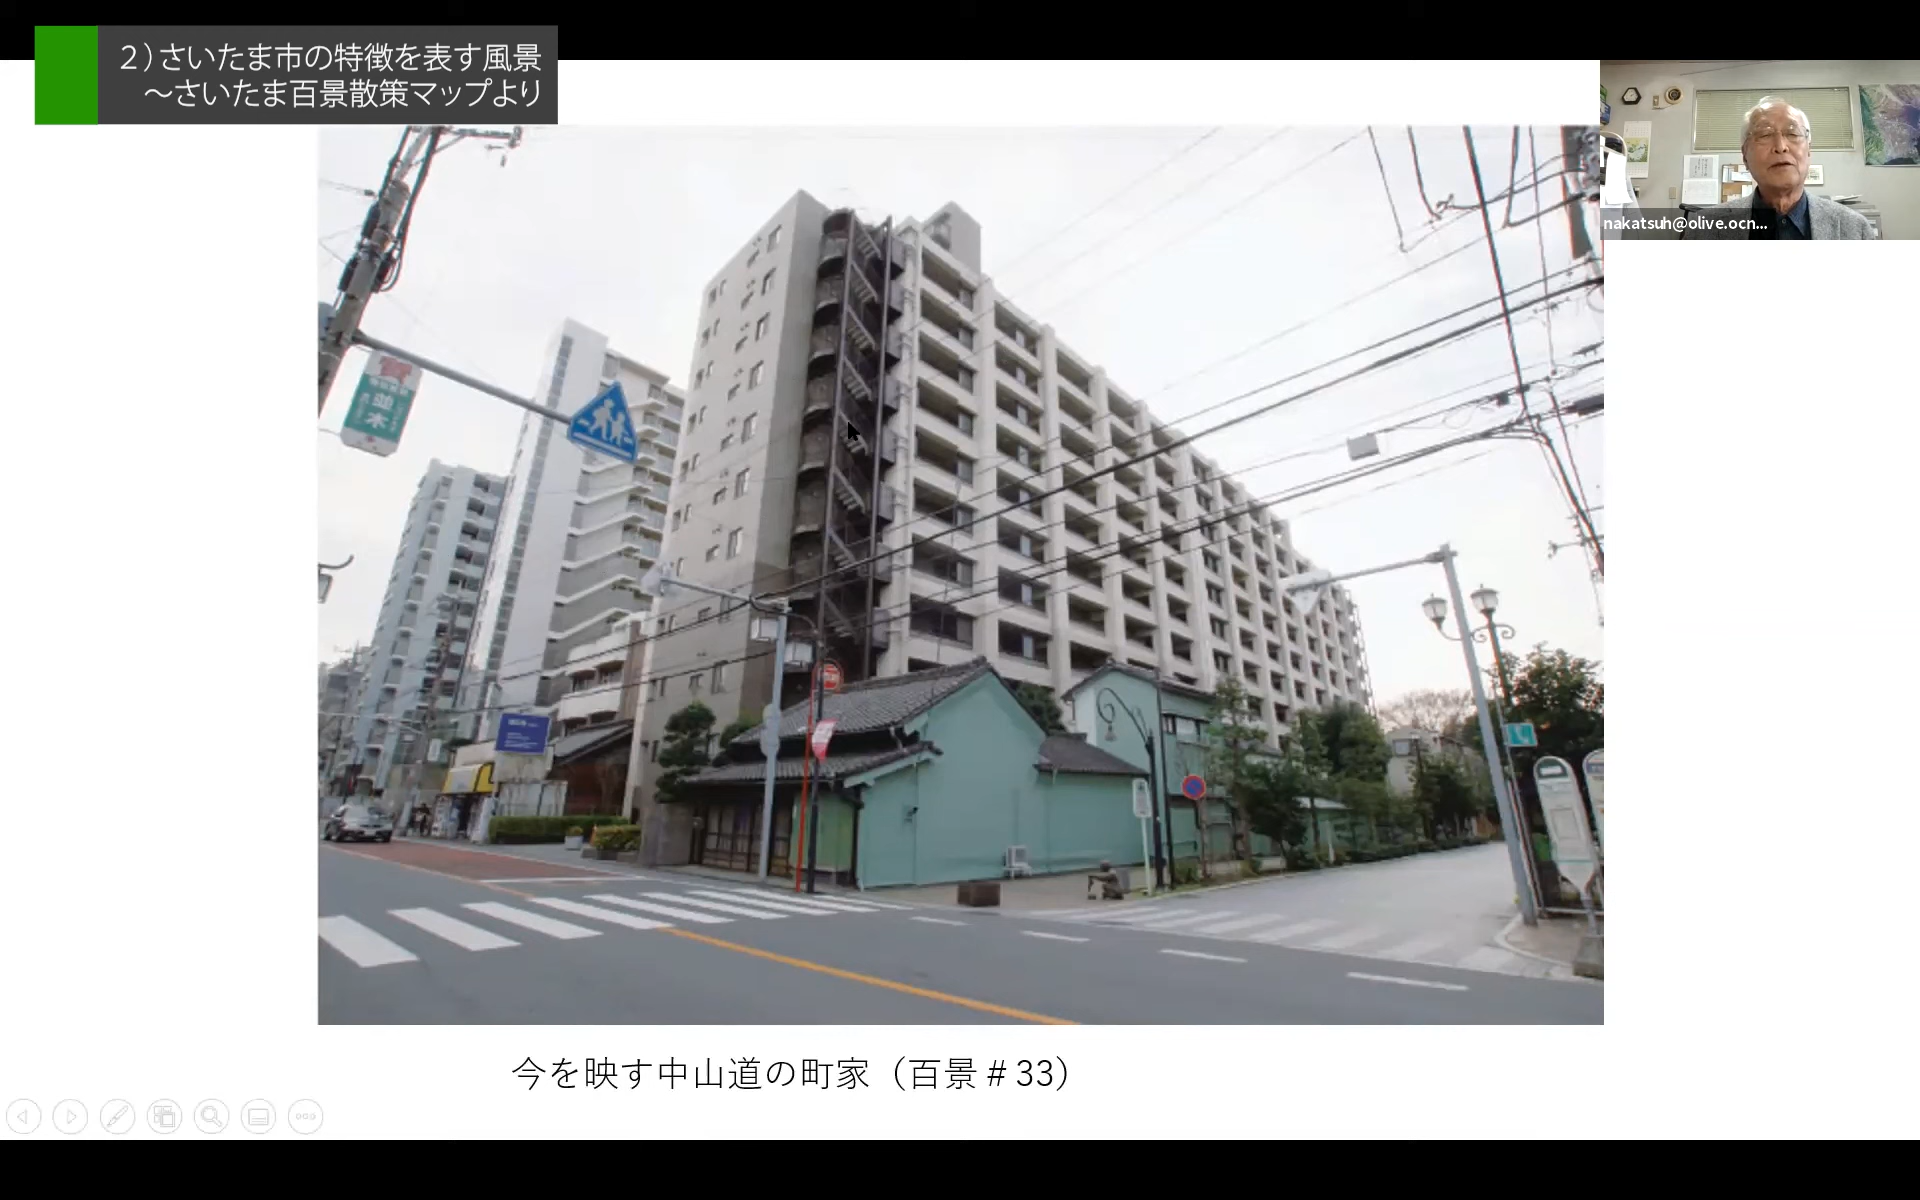 2）さいたま市の特徴を表す風景
～さいたま百景散策マップより
nakatsuh@olive.ocn...
並木
今を映す中山道の町家（百景＃33）